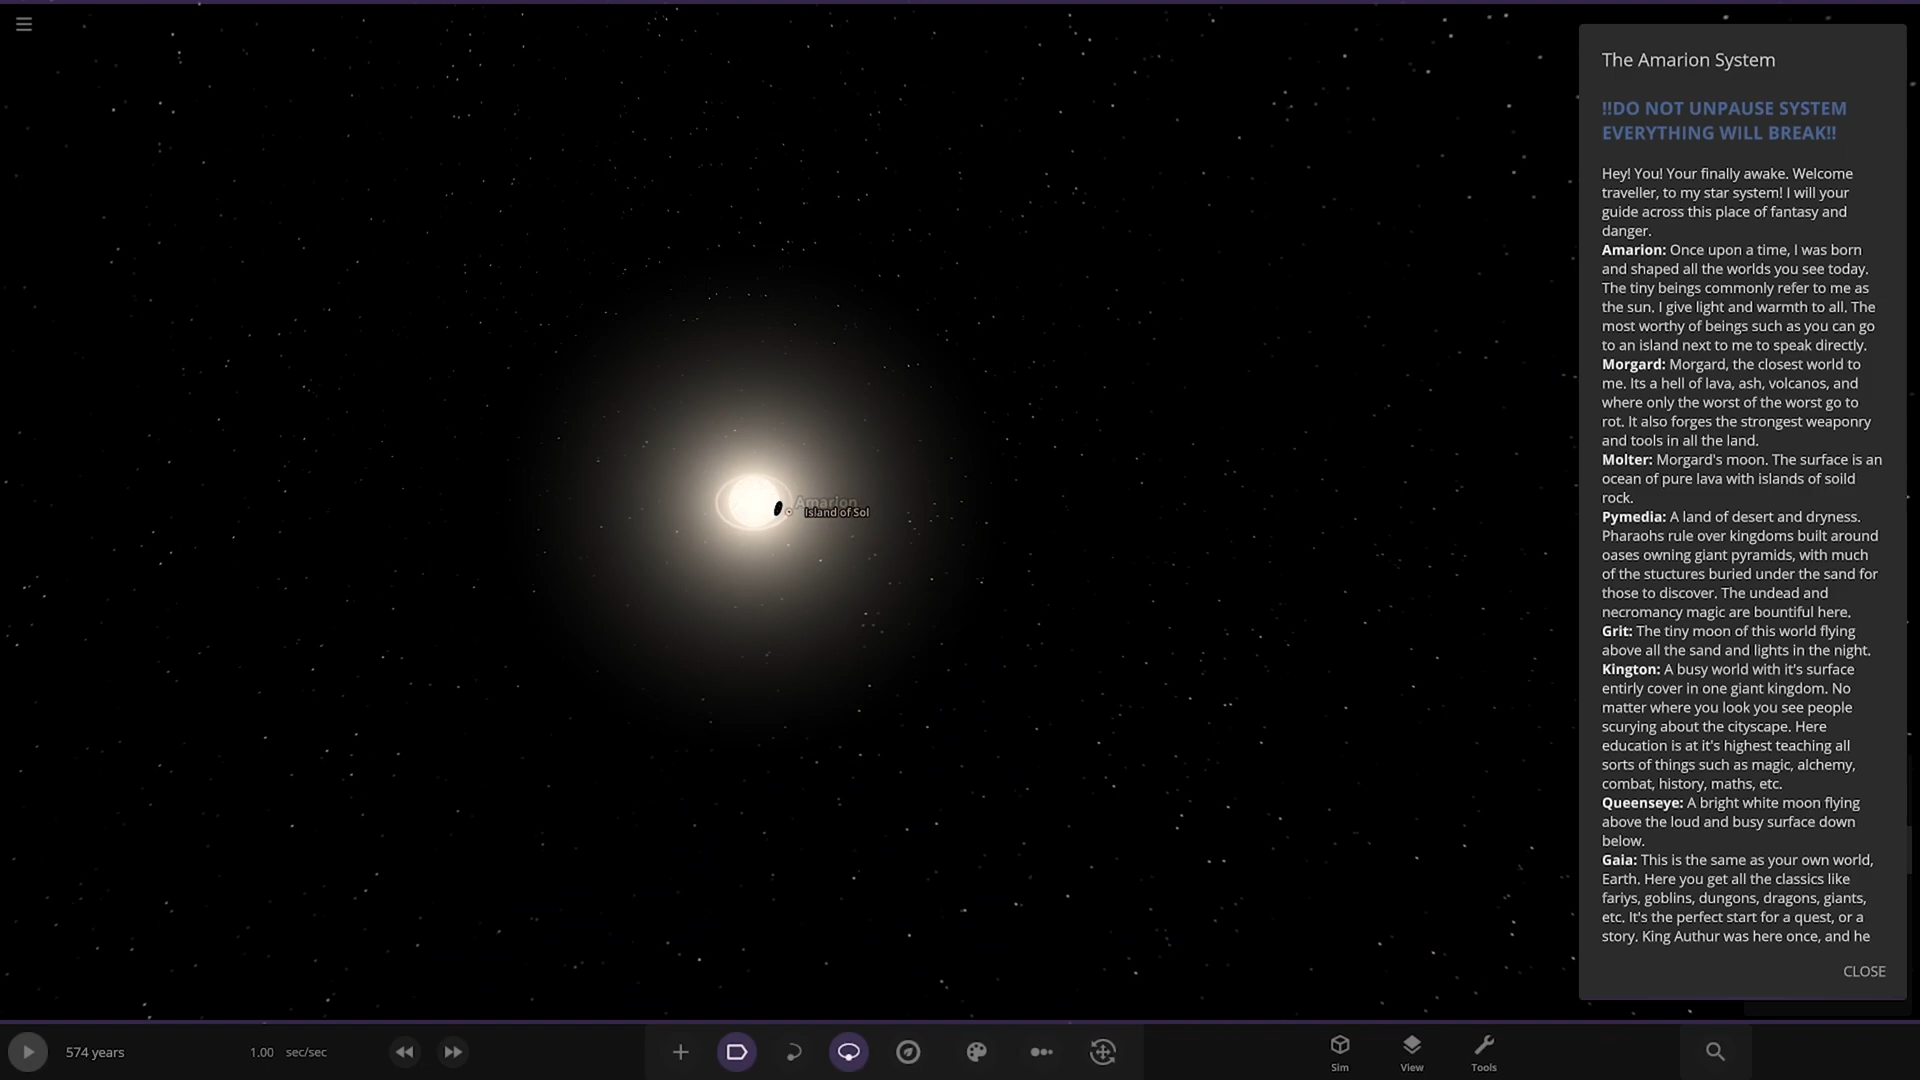 The Amarion System
!!DO NOT UNPAUSE SYSTEM
EVERYTHING WILL BREAK!!
Hey! You! Your finally awake. Welcome
traveller, to my star system! I will your
guide across this place of fantasy and
danger.
Amarion: Once upon a time, I was born
and shaped all the worlds you see today.
The tiny beings commonly refer to me as
the sun. I give light and warmth to all. The
most worthy of beings such as you can go
to an island next to me to speak directly.
Morgard: Morgard, the closest world to
me. Its a hell of lava, ash, volcanos, and
where only the worst of the worst go to
rot. It also forges the strongest weaponry
and tools in all the land.
Molter: Morgard's moon. The surface is an
ocean of pure lava with islands of soild
rock.
Pymedia: A land of desert and dryness.
Pharaohs rule over kingdoms built around
oases owning giant pyramids, with much
of the stuctures buried under the sand for
those to discover. The undead and
necromancy magic are bountiful here.
Grit: The tiny moon of this world flying
above all the sand and lights in the night.
Kington: A busy world with it's surface
entirly cover in one giant kingdom. No
matter where you look you see people
scurying about the cityscape. Here
education is at it's highest teaching all
sorts of things such as magic, alchemy,
combat, history, maths, etc.
Queenseye: A bright white moon flying
above the loud and busy surface down
below.
Gaia: This is the same as your own world,
Earth. Here you get all the classics like
fariys, goblins, dungons, dragons, giants,
etc. It's the perfect start for a quest, or a
story. King Authur was here once, and he
CLOSE
Amarion
Island of Sol
574 years
1.00 sec/sec
Sim
View
Tools